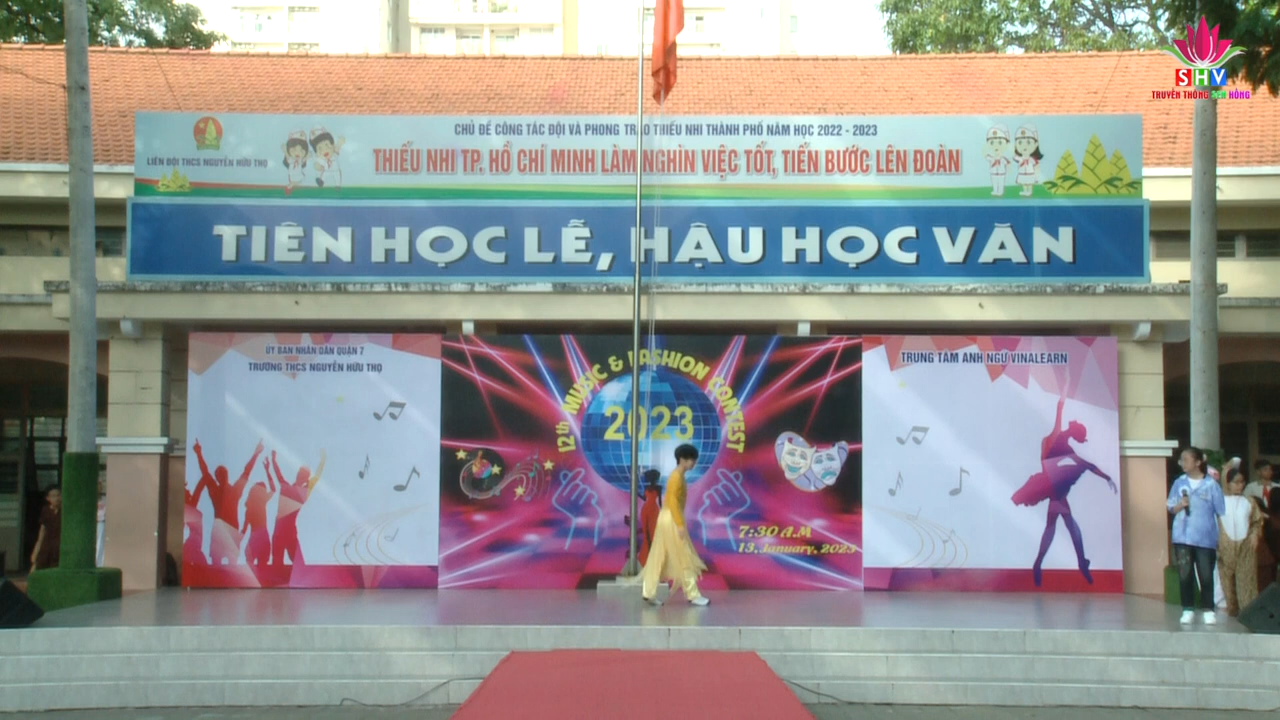 SHV
TRUYỀN THÔNG SEN HỒNG
CHỦ ĐỀ CÔNG TÁC ĐỘI VÀ PHONG TRÀO THIẾU NHI THÀNH PHỐ NĂM HỌC 2022 - 2023
LIÊN ĐỘI THCS NGUYỄN HỮU THỌ
THIẾU NHI TP. HỒ CHÍ MINH LÀM NGHÌN VIỆC TỐT, TIẾN BƯỚC LÊN ĐOÀN
TIÊN HỌC LỄ, HẬU HỌC VĂN
ỦY BAN NHÂN DÂN QUẬN 7
TRƯỜNG THCS NGUYỄN HỮU THỌ
12th MUSIC & FASHION CONTEST
2023
7:30 A.M
13, January, 2023
TRUNG TÂM ANH NGỮ VINALEARN